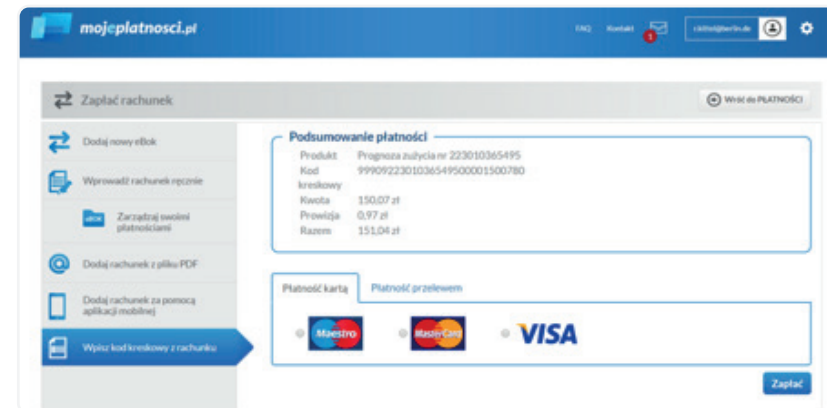 mojeplatnosci.pl
FAQ Kontakt 1
Zapłać rachunek
Wróć do PŁATNOŚCI
Dodaj nowy eBok
Wprowadź rachunek ręcznie
Zarządzaj swoimi
płatnościami
Dodaj rachunek z pliku PDF
Dodaj rachunek za pomocą
aplikacji mobilnej
Wpisz kod kreskowy z rachunku
Podsumowanie płatności
Produkt Prognoza zużycia nr 223010365495
Kod 9990922301036549500001500780
kreskowy
Kwota 150,07 zł
Prowizja 0,97 zł
Razem 151,04 zł
Płatność kartą Płatność przelewem
Maestro MasterCard VISA
Zapłać